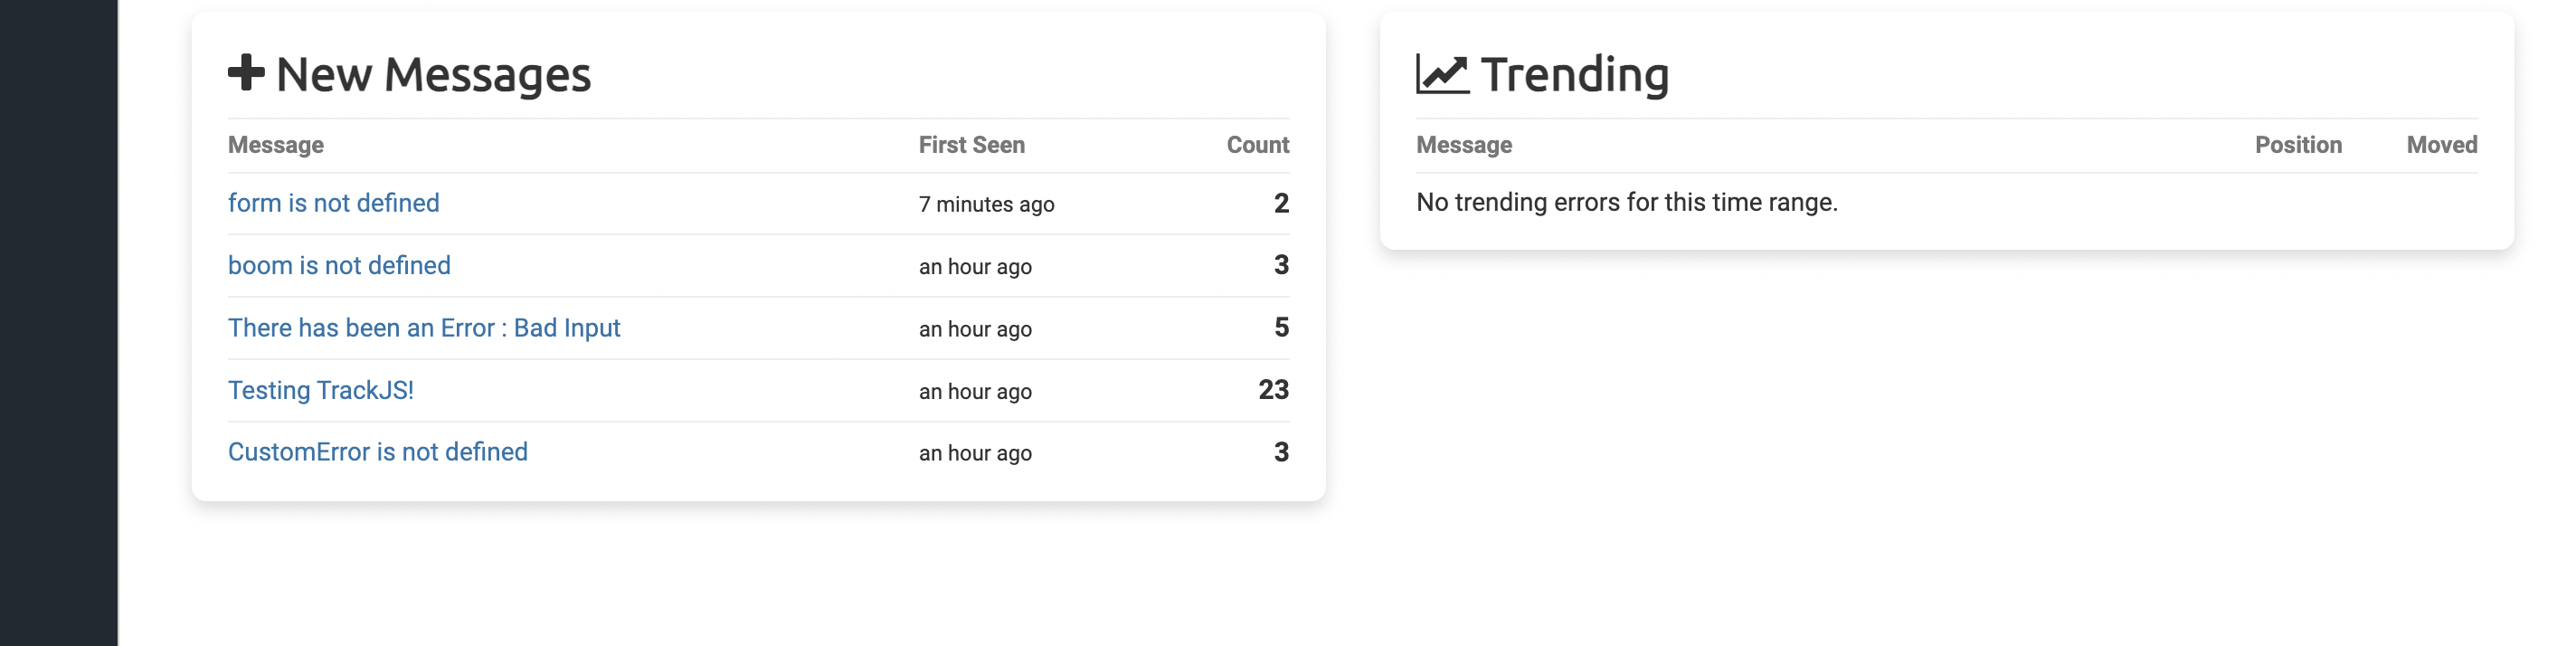 New Messages
Message First Seen Count
form is not defined 7 minutes ago 2
boom is not defined an hour ago 3
There has been an Error : Bad Input an hour ago 5
Testing TrackJS! an hour ago 23
CustomError is not defined an hour ago 3
Trending
Message Position Moved
No trending errors for this time range.